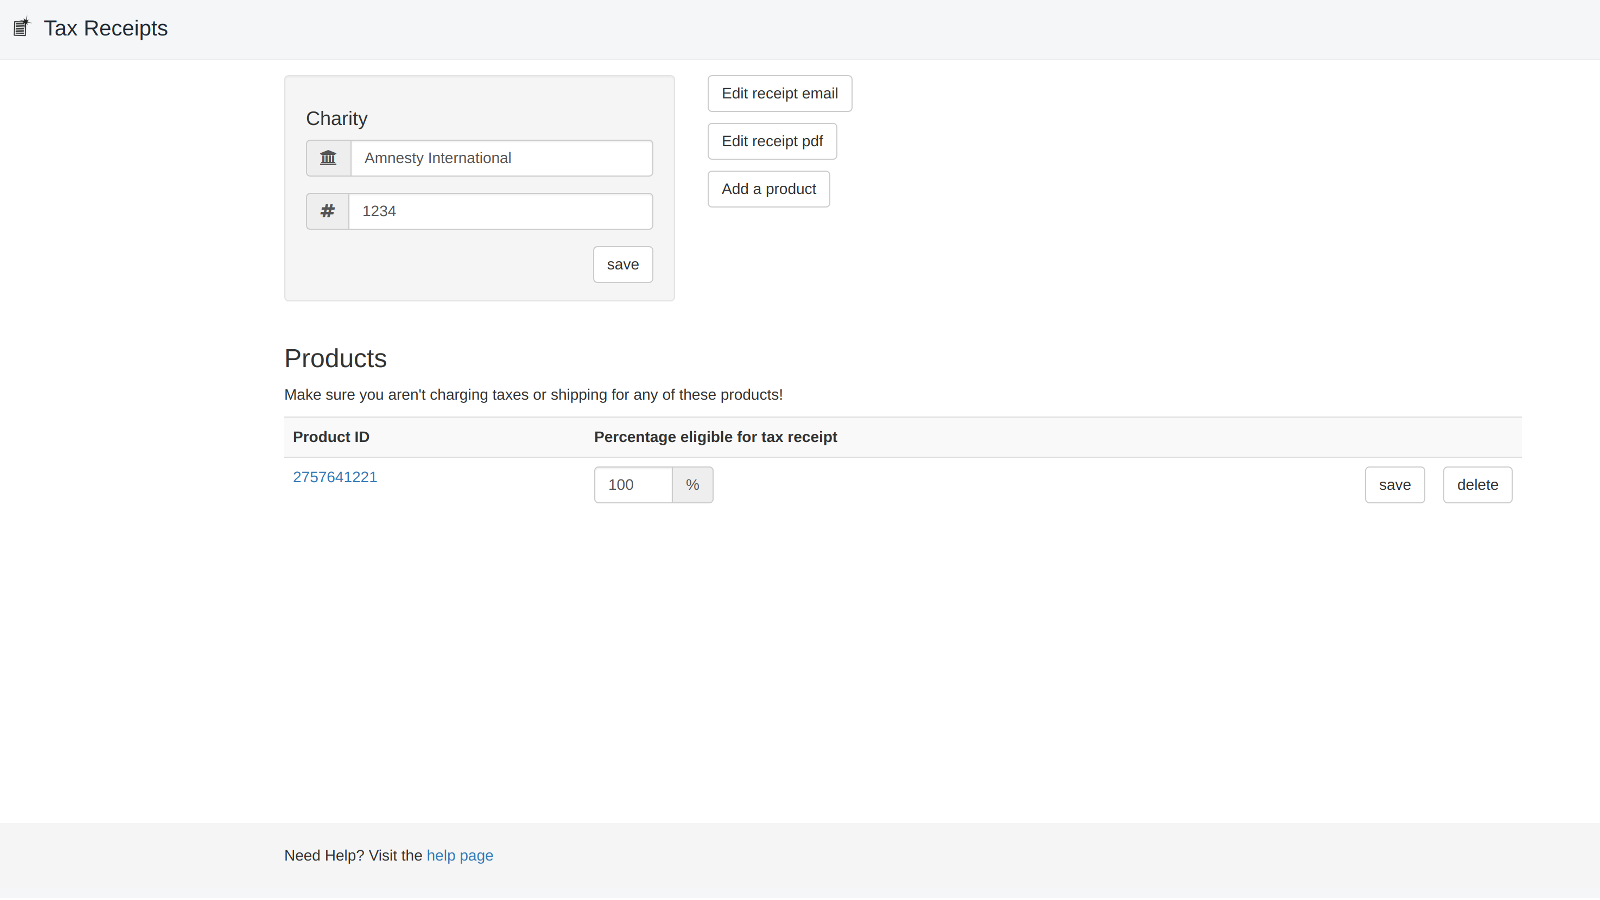 Tax Receipts
Charity
Amnesty International
# 1234
save
Edit receipt email
Edit receipt pdf
Add a product
Products
Make sure you aren't charging taxes or shipping for any of these products!
Product ID Percentage eligible for tax receipt
2757641221 100 % save delete
Need Help? Visit the help page